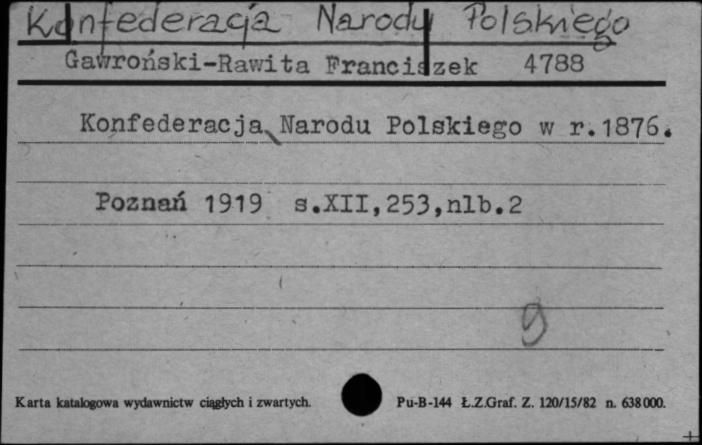 Konfederacja Narodu Polskiego
Gawroński-Rawita Franciszek 4788
Konfederacja Narodu Polskiego w r.1876.
Poznań 1919 s.XII,253,nlb.2
9
Karta katalogowa wydawnictw ciągłych i zwartych. Pu-B-144 Ł.Z.Graf. Z. 120/15/82 n. 638000.